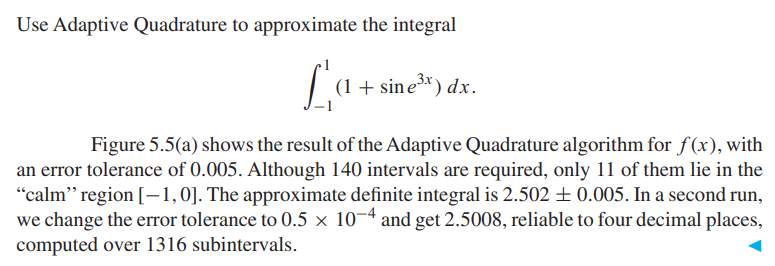 Use Adaptive Quadrature to approximate the integral
∫_{−1}^{1} (1 + sin e^{3x}) dx.
Figure 5.5(a) shows the result of the Adaptive Quadrature algorithm for f(x), with
an error tolerance of 0.005. Although 140 intervals are required, only 11 of them lie in the
“calm” region [−1, 0]. The approximate definite integral is 2.502 ± 0.005. In a second run,
we change the error tolerance to 0.5 × 10⁻⁴ and get 2.5008, reliable to four decimal places,
computed over 1316 subintervals.